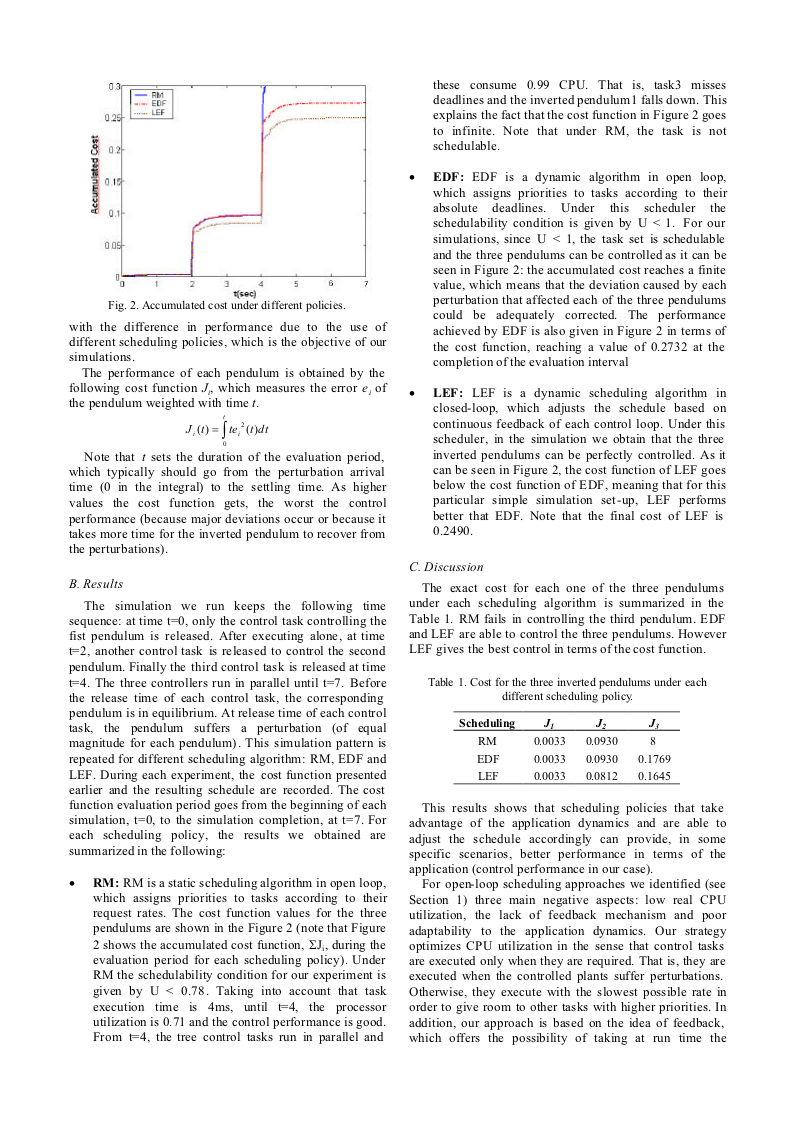 0.3
0.25
0.2
0.15
0.1
0.05
0
RM
EDF
LEF
Accumulated Cost
0 1 2 3 4 5 6 7
t(sec)
Fig. 2. Accumulated cost under different policies.
with the difference in performance due to the use of
different scheduling policies, which is the objective of our
simulations.
The performance of each pendulum is obtained by the
following cost function Ji, which measures the error ei of
the pendulum weighted with time t.
Ji(t) = ∫₀ᵗ tei²(t)dt
Note that t sets the duration of the evaluation period,
which typically should go from the perturbation arrival
time (0 in the integral) to the settling time. As higher
values the cost function gets, the worst the control
performance (because major deviations occur or because it
takes more time for the inverted pendulum to recover from
the perturbations).
B. Results
The simulation we run keeps the following time
sequence: at time t=0, only the control task controlling the
fist pendulum is released. After executing alone, at time
t=2, another control task is released to control the second
pendulum. Finally the third control task is released at time
t=4. The three controllers run in parallel until t=7. Before
the release time of each control task, the corresponding
pendulum is in equilibrium. At release time of each control
task, the pendulum suffers a perturbation (of equal
magnitude for each pendulum). This simulation pattern is
repeated for different scheduling algorithm: RM, EDF and
LEF. During each experiment, the cost function presented
earlier and the resulting schedule are recorded. The cost
function evaluation period goes from the beginning of each
simulation, t=0, to the simulation completion, at t=7. For
each scheduling policy, the results we obtained are
summarized in the following:
• RM: RM is a static scheduling algorithm in open loop,
which assigns priorities to tasks according to their
request rates. The cost function values for the three
pendulums are shown in the Figure 2 (note that Figure
2 shows the accumulated cost function, ΣJi, during the
evaluation period for each scheduling policy). Under
RM the schedulability condition for our experiment is
given by U < 0.78. Taking into account that task
execution time is 4ms, until t=4, the processor
utilization is 0.71 and the control performance is good.
From t=4, the tree control tasks run in parallel and
these consume 0.99 CPU. That is, task3 misses
deadlines and the inverted pendulum1 falls down. This
explains the fact that the cost function in Figure 2 goes
to infinite. Note that under RM, the task is not
schedulable.
• EDF: EDF is a dynamic algorithm in open loop,
which assigns priorities to tasks according to their
absolute deadlines. Under this scheduler the
schedulability condition is given by U < 1. For our
simulations, since U < 1, the task set is schedulable
and the three pendulums can be controlled as it can be
seen in Figure 2: the accumulated cost reaches a finite
value, which means that the deviation caused by each
perturbation that affected each of the three pendulums
could be adequately corrected. The performance
achieved by EDF is also given in Figure 2 in terms of
the cost function, reaching a value of 0.2732 at the
completion of the evaluation interval
• LEF: LEF is a dynamic scheduling algorithm in
closed-loop, which adjusts the schedule based on
continuous feedback of each control loop. Under this
scheduler, in the simulation we obtain that the three
inverted pendulums can be perfectly controlled. As it
can be seen in Figure 2, the cost function of LEF goes
below the cost function of EDF, meaning that for this
particular simple simulation set-up, LEF performs
better that EDF. Note that the final cost of LEF is
0.2490.
C. Discussion
The exact cost for each one of the three pendulums
under each scheduling algorithm is summarized in the
Table 1. RM fails in controlling the third pendulum. EDF
and LEF are able to control the three pendulums. However
LEF gives the best control in terms of the cost function.
Table 1. Cost for the three inverted pendulums under each
different scheduling policy.
Scheduling J1 J2 J3
RM 0.0033 0.0930 8
EDF 0.0033 0.0930 0.1769
LEF 0.0033 0.0812 0.1645
This results shows that scheduling policies that take
advantage of the application dynamics and are able to
adjust the schedule accordingly can provide, in some
specific scenarios, better performance in terms of the
application (control performance in our case).
For open-loop scheduling approaches we identified (see
Section 1) three main negative aspects: low real CPU
utilization, the lack of feedback mechanism and poor
adaptability to the application dynamics. Our strategy
optimizes CPU utilization in the sense that control tasks
are executed only when they are required. That is, they are
executed when the controlled plants suffer perturbations.
Otherwise, they execute with the slowest possible rate in
order to give room to other tasks with higher priorities. In
addition, our approach is based on the idea of feedback,
which offers the possibility of taking at run time the